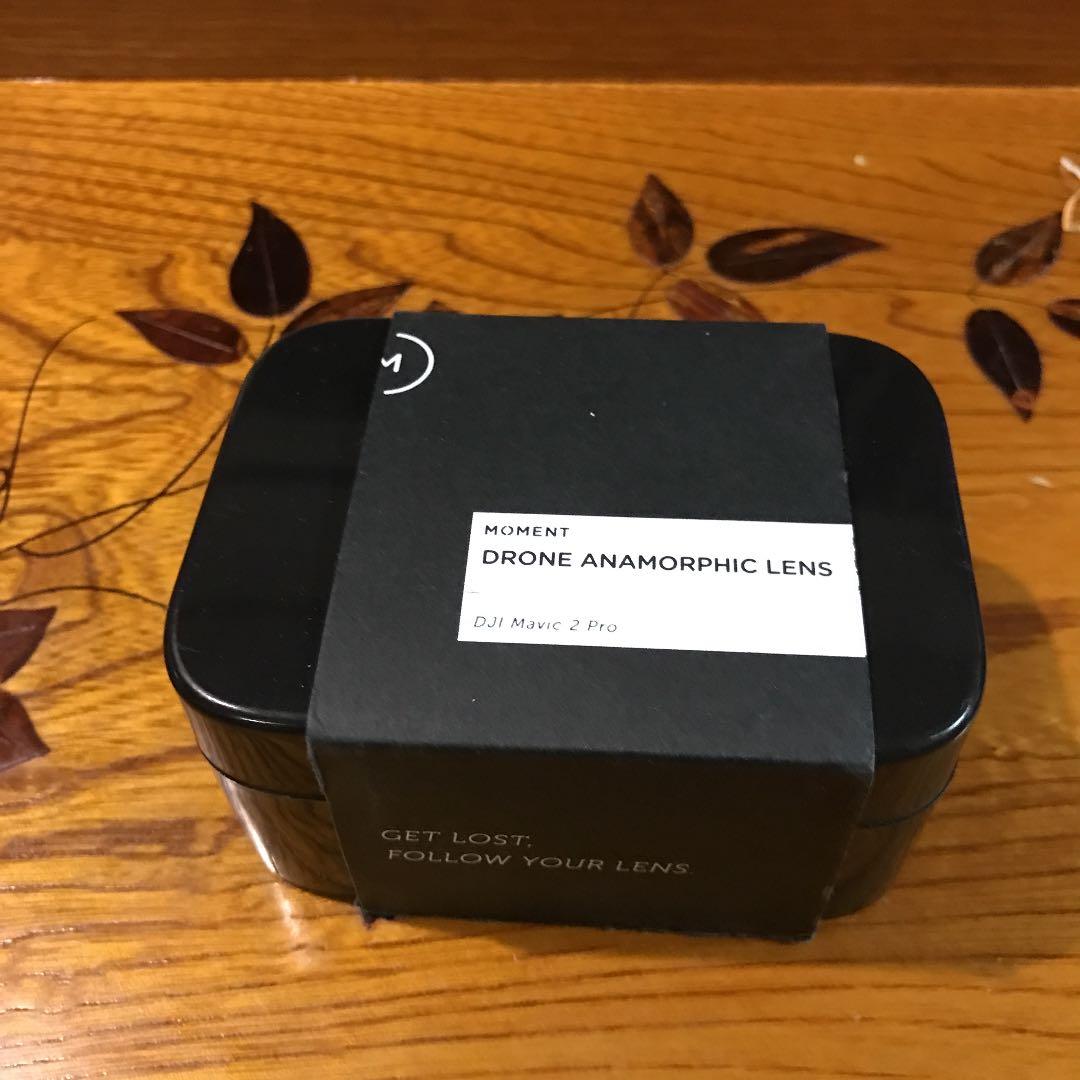 M
MOMENT
DRONE ANAMORPHIC LENS
DJI Mavic 2 Pro
GET LOST,
FOLLOW YOUR LENS.